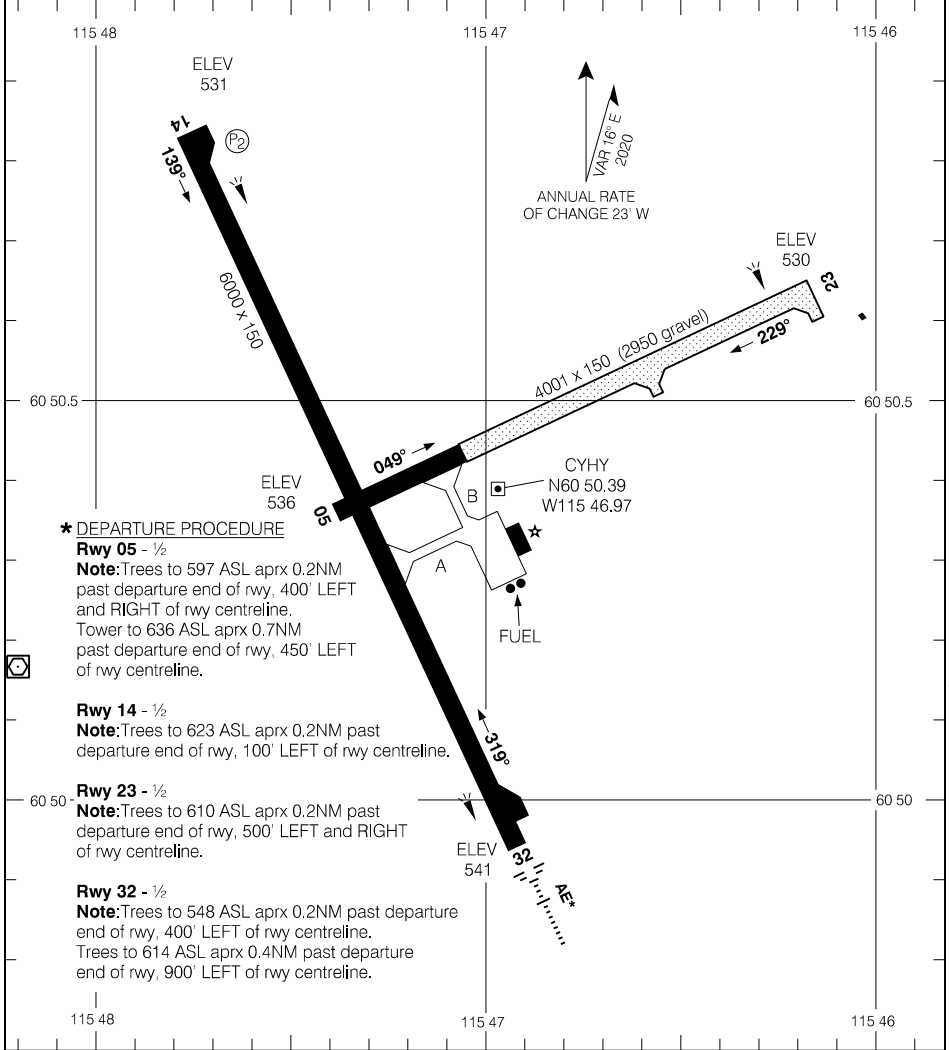 115 48
115 47
115 46
ELEV
531
14
P2
139°
VAR 16° E
2020
ANNUAL RATE
OF CHANGE 23' W
6000 x 150
ELEV
530
23
4001 x 150 (2950 gravel)
229°
60 50.5
60 50.5
049°
ELEV
536
05
CYHY
N60 50.39
W115 46.97
B
A
FUEL
* DEPARTURE PROCEDURE
Rwy 05 - ½
Note:Trees to 597 ASL aprx 0.2NM
past departure end of rwy, 400' LEFT
and RIGHT of rwy centreline.
Tower to 636 ASL aprx 0.7NM
past departure end of rwy, 450' LEFT
of rwy centreline.
Rwy 14 - ½
Note:Trees to 623 ASL aprx 0.2NM past
departure end of rwy, 100' LEFT of rwy centreline.
319°
60 50
60 50
Rwy 23 - ½
Note:Trees to 610 ASL aprx 0.2NM past
departure end of rwy, 500' LEFT and RIGHT
of rwy centreline.
ELEV
541
32
AE*
Rwy 32 - ½
Note:Trees to 548 ASL aprx 0.2NM past departure
end of rwy, 400' LEFT of rwy centreline.
Trees to 614 ASL aprx 0.4NM past departure
end of rwy, 900' LEFT of rwy centreline.
115 48
115 47
115 46